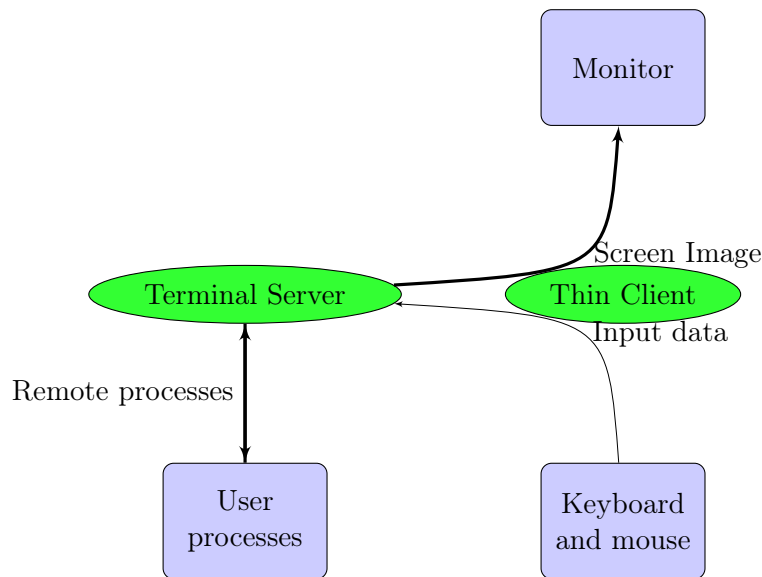 Monitor
Screen Image
Terminal Server
Thin Client
Input data
Remote processes
User
processes
Keyboard
and mouse